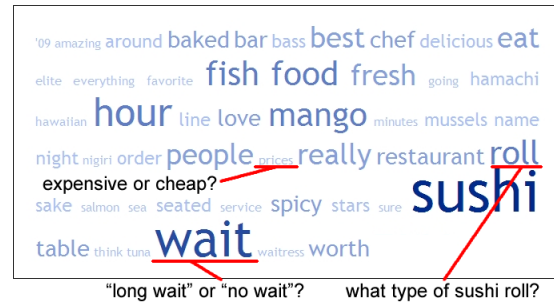 '09 amazing around baked bar bass best chef delicious eat
elite everything favorite fish food fresh going hamachi
hawaiian hour line love mango minutes mussels name
night nigiri order people prices really restaurant roll
expensive or cheap?
sake salmon sea seated service spicy stars sure sushi
table think tuna wait waitress worth
“long wait” or “no wait”? what type of sushi roll?